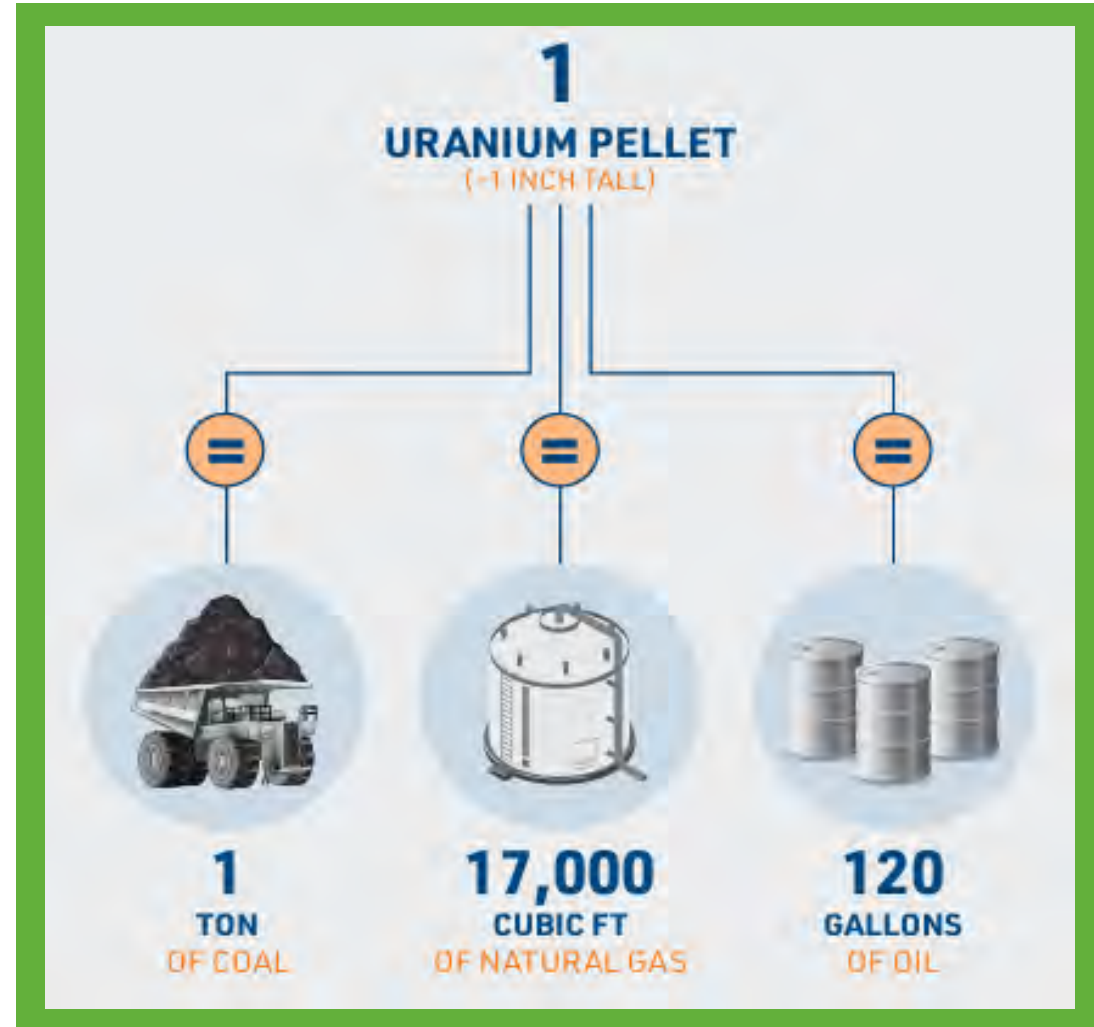 1
URANIUM PELLET
(~1 INCH TALL)
=
=
=
1
TON
OF COAL
17,000
CUBIC FT
OF NATURAL GAS
120
GALLONS
OF OIL